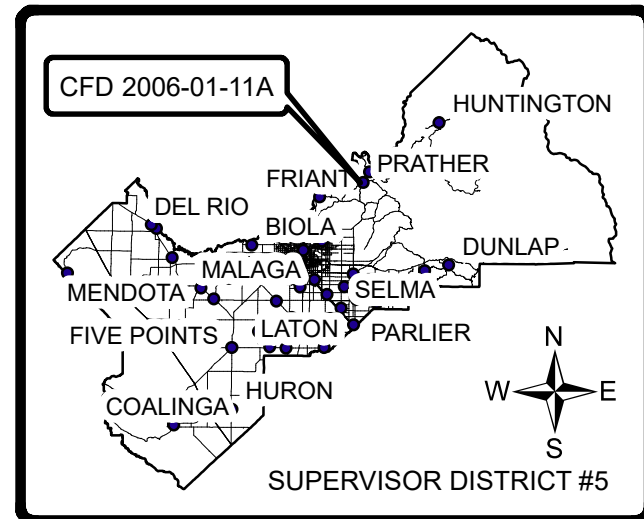 CFD 2006-01-11A
HUNTINGTON
PRATHER
FRIANT
DEL RIO
BIOLA
DUNLAP
MALAGA
MENDOTA
SELMA
FIVE POINTS
LATON
PARLIER
HURON
COALINGA
N
W
E
S
SUPERVISOR DISTRICT #5